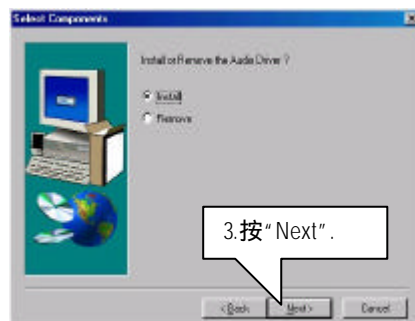 Select Components
Install or Remove the Audio Driver ?
Install
Remove
3.按“Next”.
<Back
Next>
Cancel